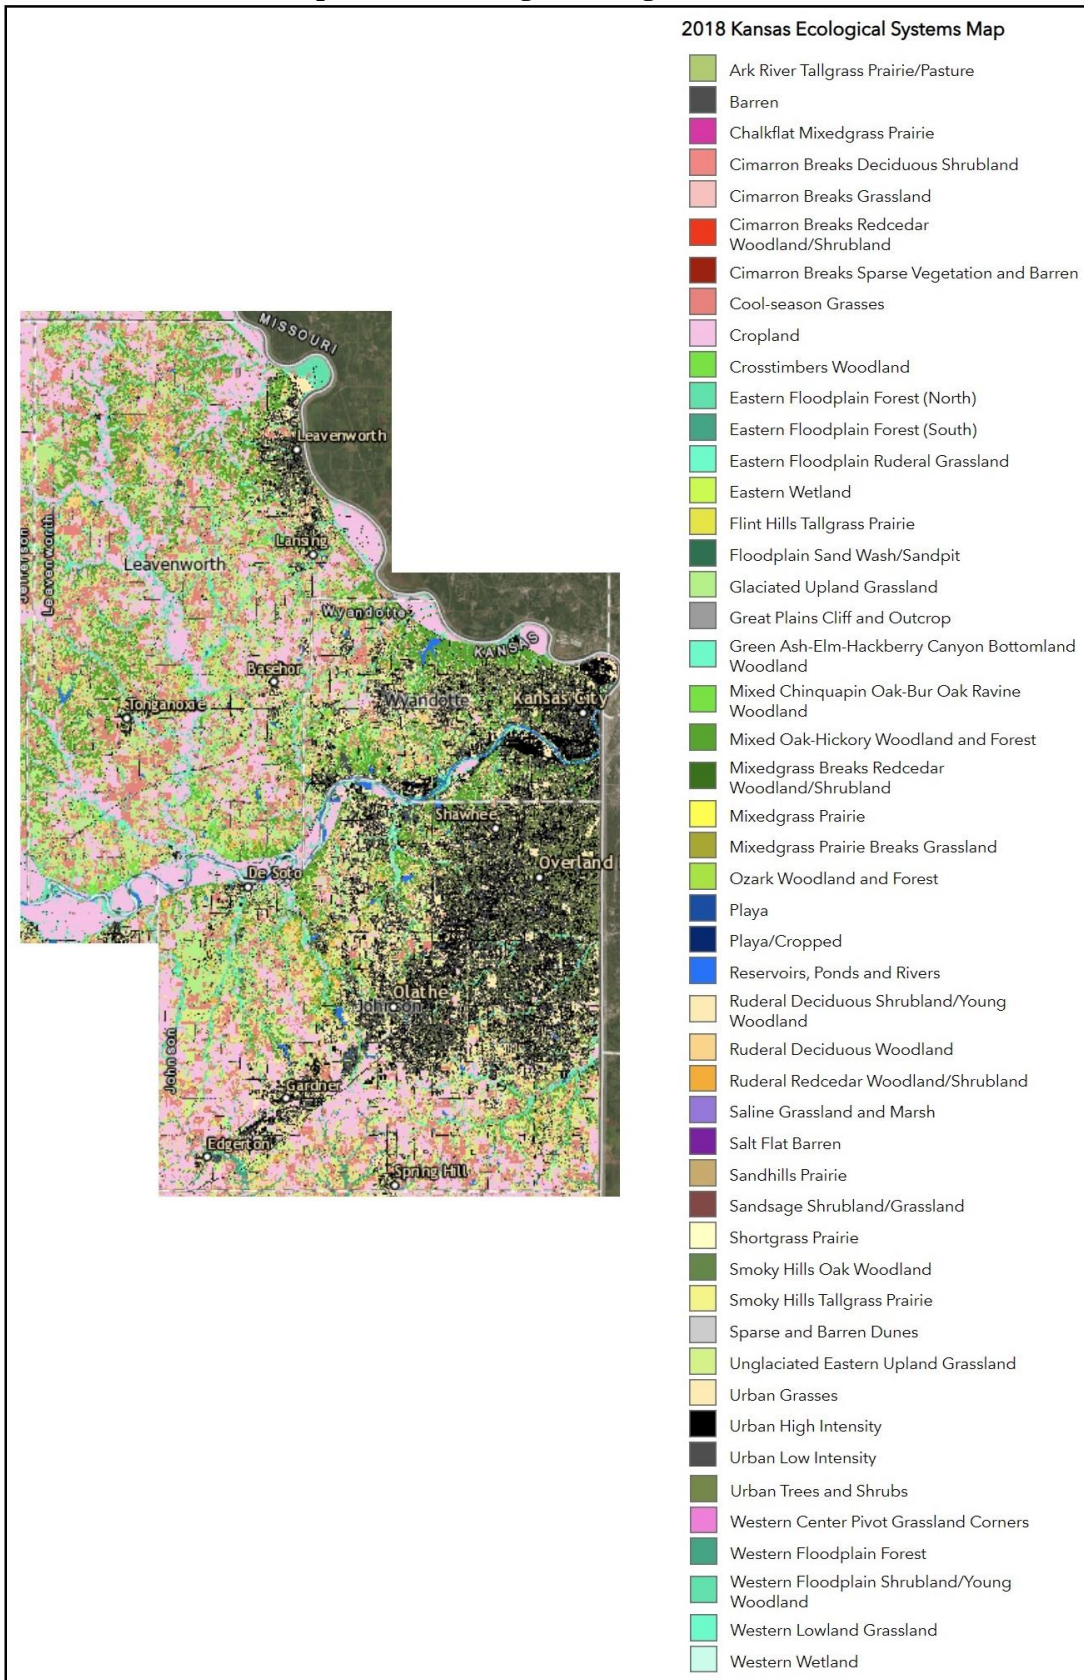 2018 Kansas Ecological Systems Map
Ark River Tallgrass Prairie/Pasture
Barren
Chalkflat Mixedgrass Prairie
Cimarron Breaks Deciduous Shrubland
Cimarron Breaks Grassland
Cimarron Breaks Redcedar
Woodland/Shrubland
Cimarron Breaks Sparse Vegetation and Barren
Cool-season Grasses
Cropland
Crosstimbers Woodland
Eastern Floodplain Forest (North)
Eastern Floodplain Forest (South)
Eastern Floodplain Ruderal Grassland
Eastern Wetland
Flint Hills Tallgrass Prairie
Floodplain Sand Wash/Sandpit
Glaciated Upland Grassland
Great Plains Cliff and Outcrop
Green Ash-Elm-Hackberry Canyon Bottomland
Woodland
Mixed Chinquapin Oak-Bur Oak Ravine
Woodland
Mixed Oak-Hickory Woodland and Forest
Mixedgrass Breaks Redcedar
Woodland/Shrubland
Mixedgrass Prairie
Mixedgrass Prairie Breaks Grassland
Ozark Woodland and Forest
Playa
Playa/Cropped
Reservoirs, Ponds and Rivers
Ruderal Deciduous Shrubland/Young
Woodland
Ruderal Deciduous Woodland
Ruderal Redcedar Woodland/Shrubland
Saline Grassland and Marsh
Salt Flat Barren
Sandhills Prairie
Sandsage Shrubland/Grassland
Shortgrass Prairie
Smoky Hills Oak Woodland
Smoky Hills Tallgrass Prairie
Sparse and Barren Dunes
Unglaciated Eastern Upland Grassland
Urban Grasses
Urban High Intensity
Urban Low Intensity
Urban Trees and Shrubs
Western Center Pivot Grassland Corners
Western Floodplain Forest
Western Floodplain Shrubland/Young
Woodland
Western Lowland Grassland
Western Wetland
MISSOURI
Leavenworth
Lansing
Jefferson
Leavenworth
Leavenworth
Wyandotte
KANSAS
Basehor
Wyandotte
Kansas City
Tonganoxie
Shawnee
Overland
De Soto
Olathe
Johnson
Johnson
Gardner
Edgerton
Spring Hill